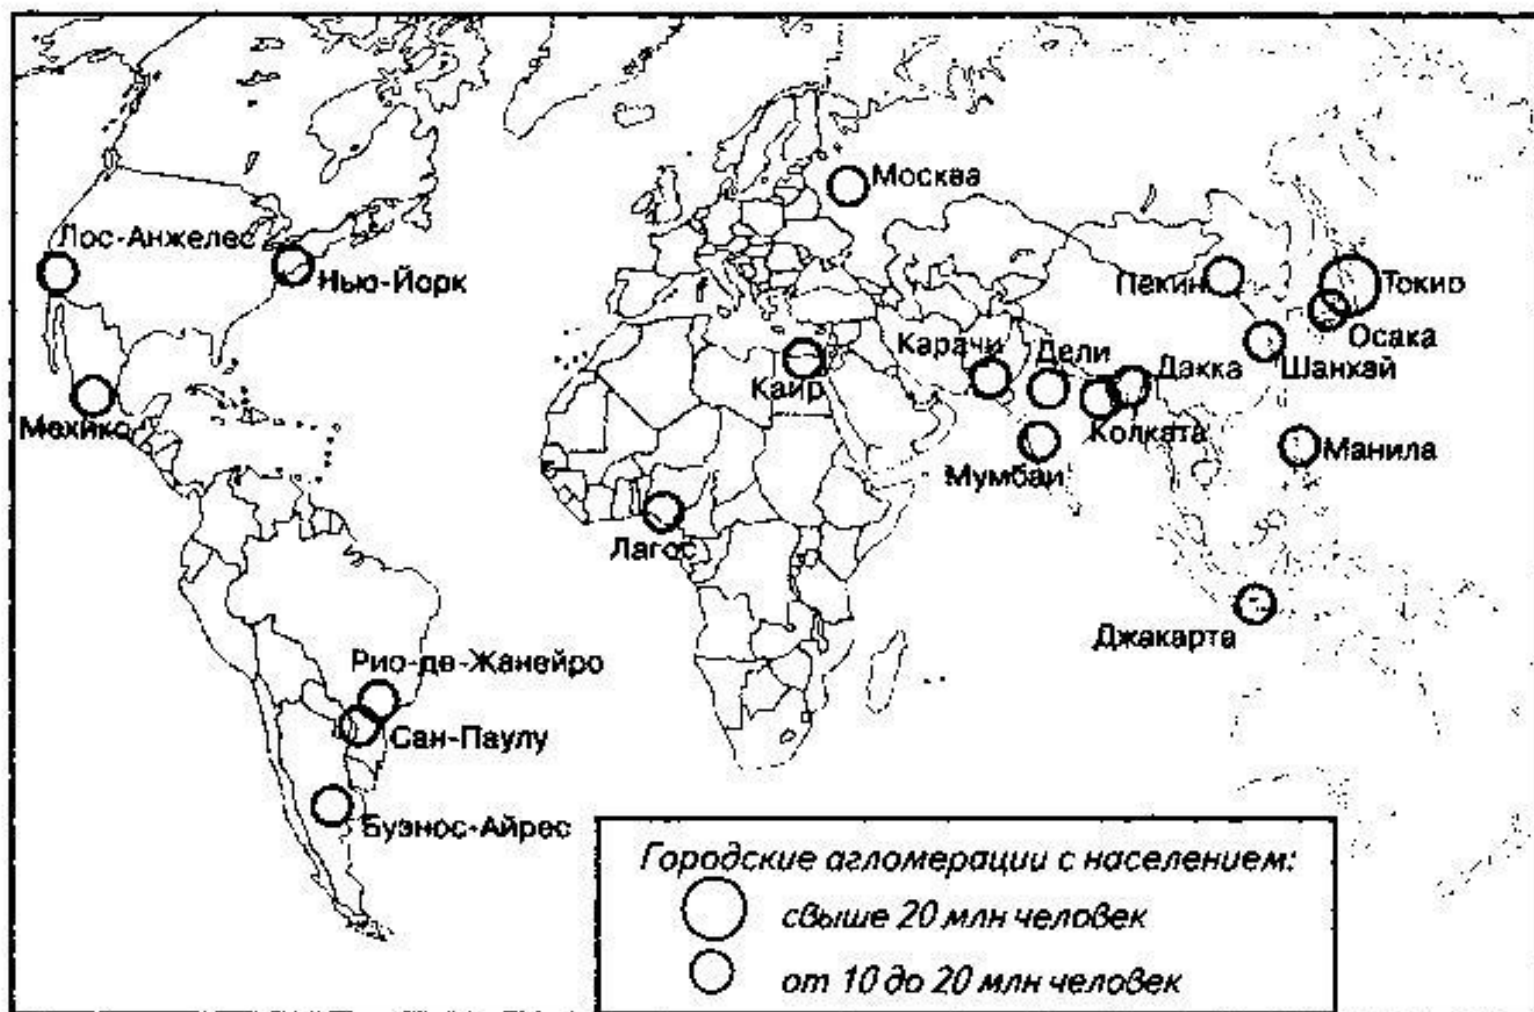 Москва
Лос-Анжелес
Нью-Йорк
Пекин
Токио
Осака
Карачи
Дели
Дакка
Шанхай
Каир
Мехико
Колката
Манила
Мумбаи
Лагос
Джакарта
Рио-де-Жанейро
Сан-Паулу
Буэнос-Айрес
Городские агломерации с населением:
свыше 20 млн человек
от 10 до 20 млн человек